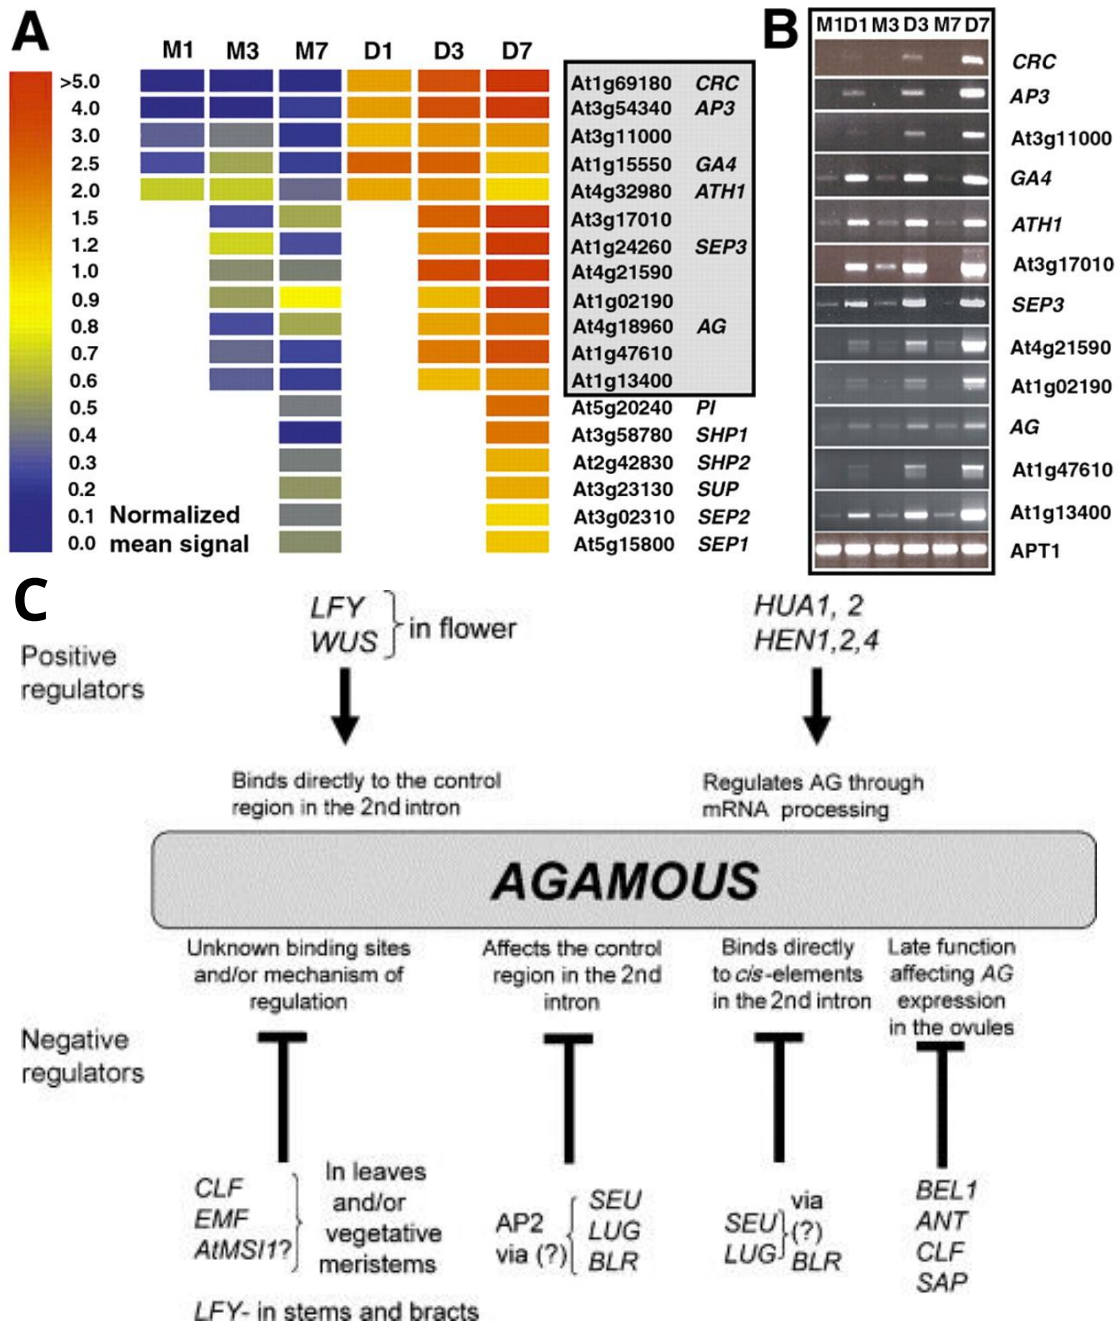 A
M1 M3 M7 D1 D3 D7
>5.0
4.0
3.0
2.5
2.0
1.5
1.2
1.0
0.9
0.8
0.7
0.6
0.5
0.4
0.3
0.2
0.1
0.0
Normalized
mean signal
At1g69180 CRC
At3g54340 AP3
At3g11000
At1g15550 GA4
At4g32980 ATH1
At3g17010
At1g24260 SEP3
At4g21590
At1g02190
At4g18960 AG
At1g47610
At1g13400
At5g20240 PI
At3g58780 SHP1
At2g42830 SHP2
At3g23130 SUP
At3g02310 SEP2
At5g15800 SEP1
B
M1 D1 M3 D3 M7 D7
CRC
AP3
At3g11000
GA4
ATH1
At3g17010
SEP3
At4g21590
At1g02190
AG
At1g47610
At1g13400
APT1
C
Positive
regulators
LFY
WUS
in flower
HUA1, 2
HEN1,2,4
Binds directly to the control
region in the 2nd intron
Regulates AG through
mRNA processing
AGAMOUS
Unknown binding sites
and/or mechanism of
regulation
Affects the control
region in the 2nd
intron
Binds directly
to cis-elements
in the 2nd intron
Late function
affecting AG
expression
in the ovules
Negative
regulators
CLF
EMF
AtMSI1?
In leaves
and/or
vegetative
meristems
LFY- in stems and bracts
AP2
via (?)
SEU
LUG
BLR
SEU
LUG
via
(?)
BLR
BEL1
ANT
CLF
SAP